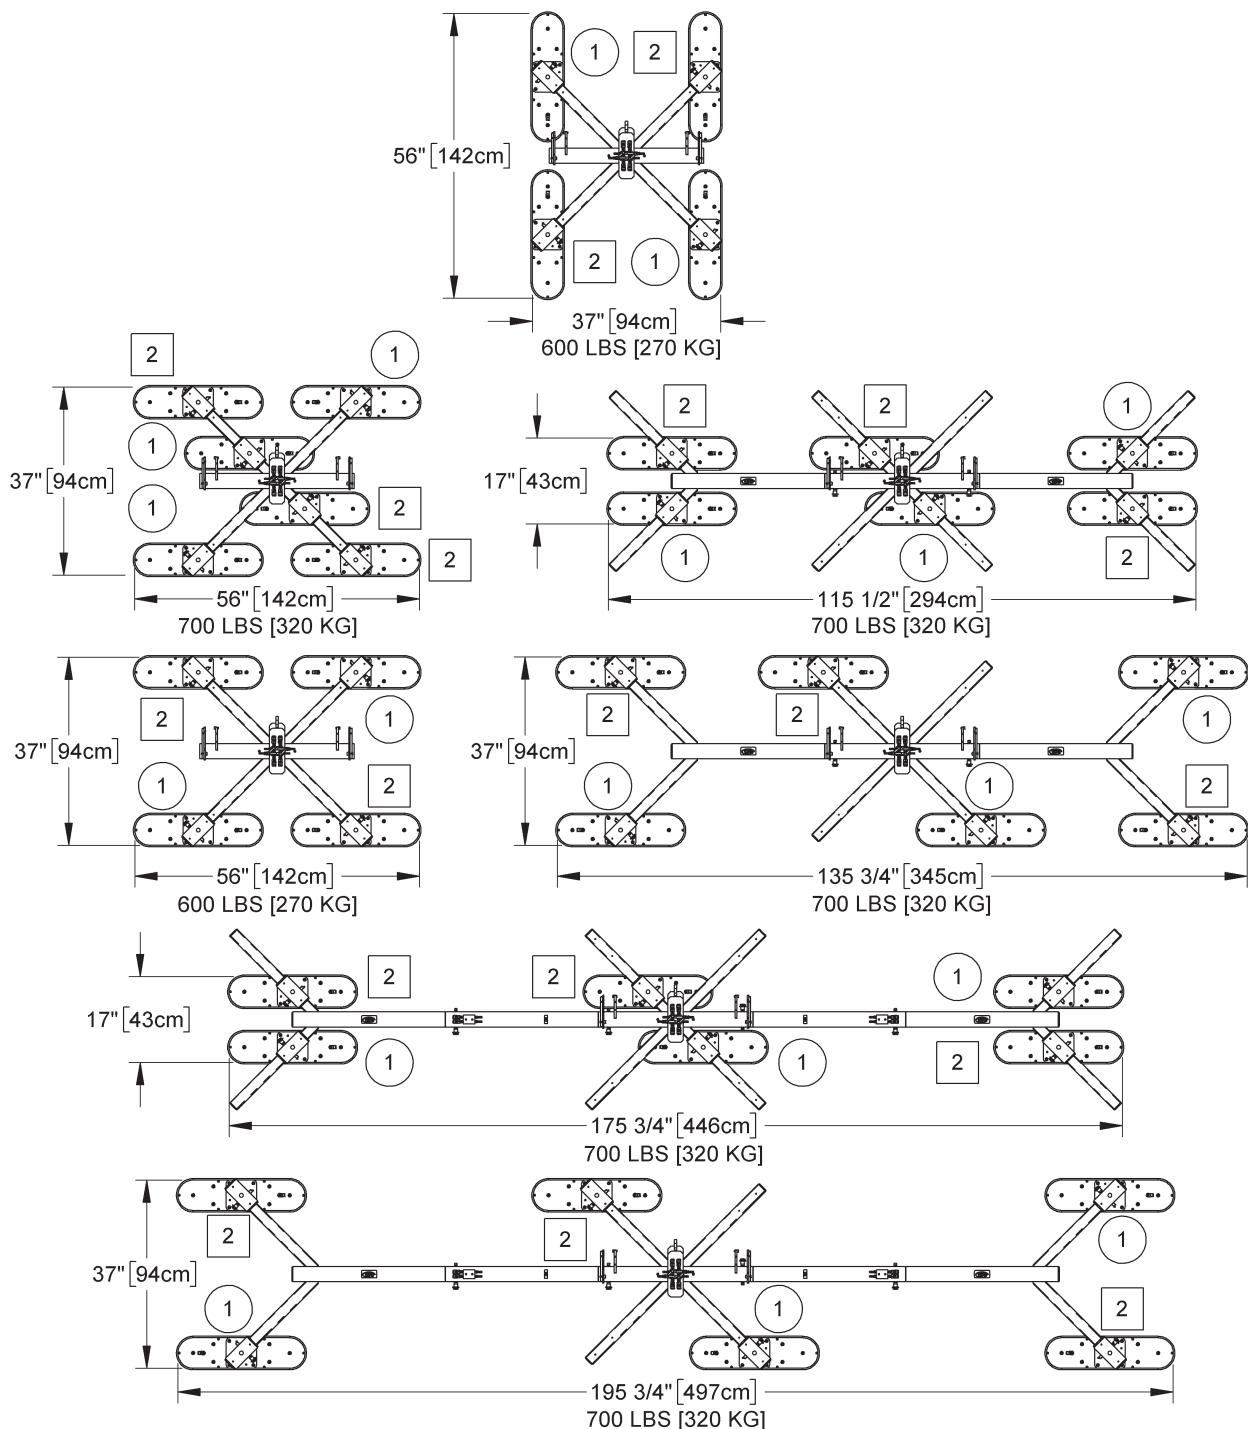 1
2
56" [142cm]
2
1
37" [94cm]
600 LBS [270 KG]
2
1
1
37" [94cm]
1
2
2
56" [142cm]
700 LBS [320 KG]
2
2
1
17" [43cm]
1
1
2
115 1/2" [294cm]
700 LBS [320 KG]
2
1
37" [94cm]
1
2
56" [142cm]
600 LBS [270 KG]
2
2
1
37" [94cm]
1
1
2
135 3/4" [345cm]
700 LBS [320 KG]
2
2
1
17" [43cm]
1
1
2
175 3/4" [446cm]
700 LBS [320 KG]
2
2
1
37" [94cm]
1
1
2
195 3/4" [497cm]
700 LBS [320 KG]